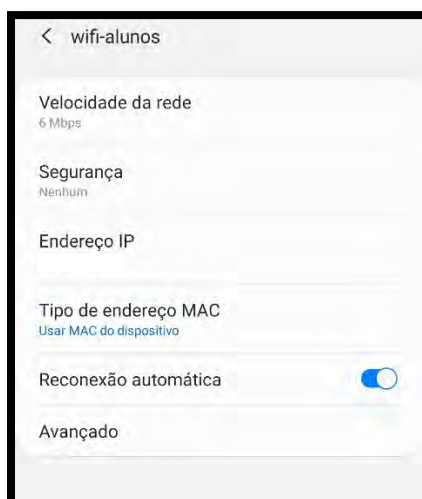 wifi-alunos
Velocidade da rede
6 Mbps
Segurança
Nenhum
Endereço IP
Tipo de endereço MAC
Usar MAC do dispositivo
Reconexão automática
Avançado